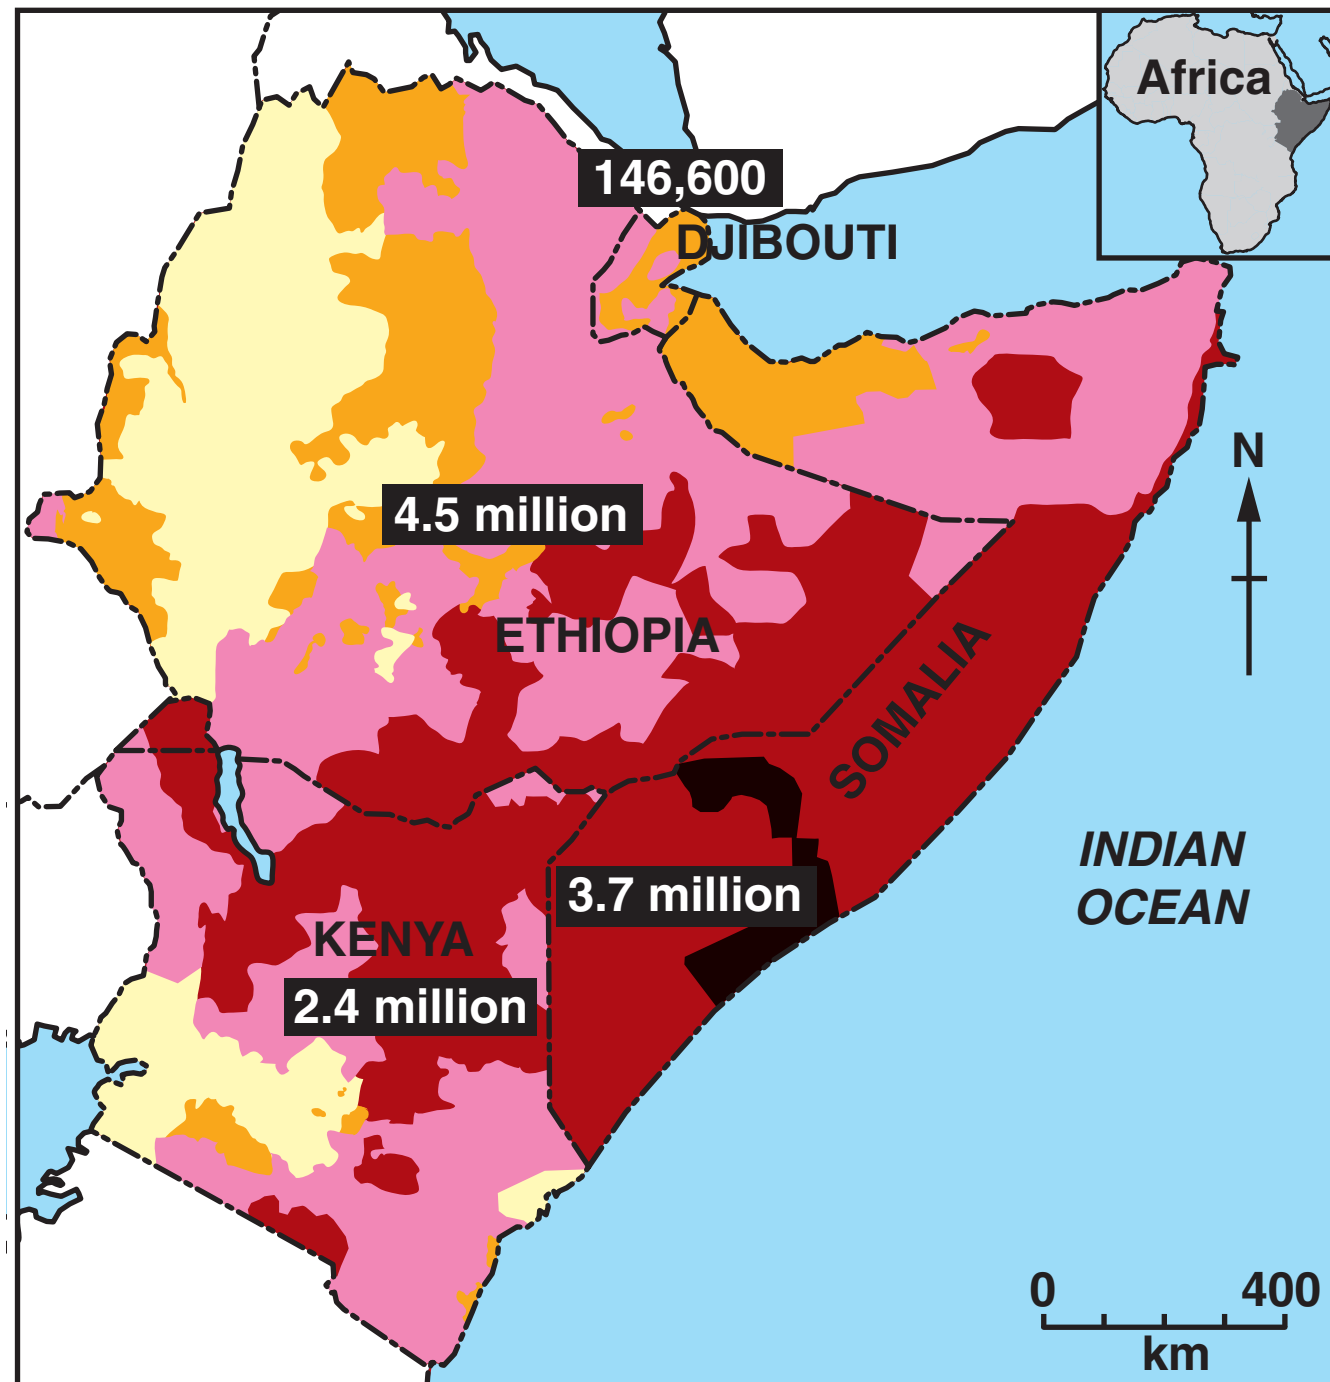 Africa
146,600
DJIBOUTI
N
4.5 million
ETHIOPIA
SOMALIA
INDIAN
OCEAN
3.7 million
KENYA
2.4 million
0 400
km